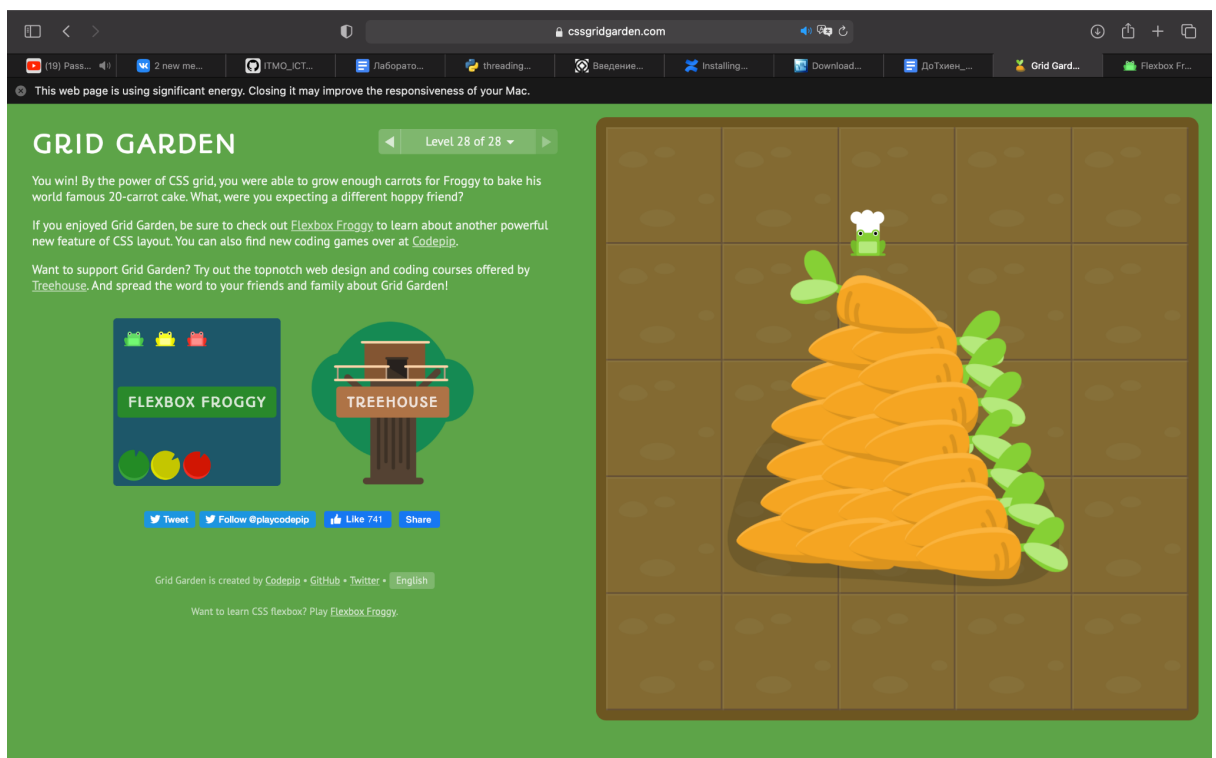 cssgridgarden.com
(19) Pass...
2 new me...
ITMO_ICT...
Лаборато...
threading...
Введение...
Installing...
Download...
ДоТхиен_...
Grid Gard...
Flexbox Fr...
This web page is using significant energy. Closing it may improve the responsiveness of your Mac.
GRID GARDEN
Level 28 of 28
You win! By the power of CSS grid, you were able to grow enough carrots for Froggy to bake his
world famous 20-carrot cake. What, were you expecting a different hoppy friend?
If you enjoyed Grid Garden, be sure to check out Flexbox Froggy to learn about another powerful
new feature of CSS layout. You can also find new coding games over at Codepip.
Want to support Grid Garden? Try out the topnotch web design and coding courses offered by
Treehouse. And spread the word to your friends and family about Grid Garden!
FLEXBOX FROGGY
TREEHOUSE
Tweet
Follow @playcodepip
Like 741
Share
Grid Garden is created by Codepip • GitHub • Twitter • English
Want to learn CSS flexbox? Play Flexbox Froggy.